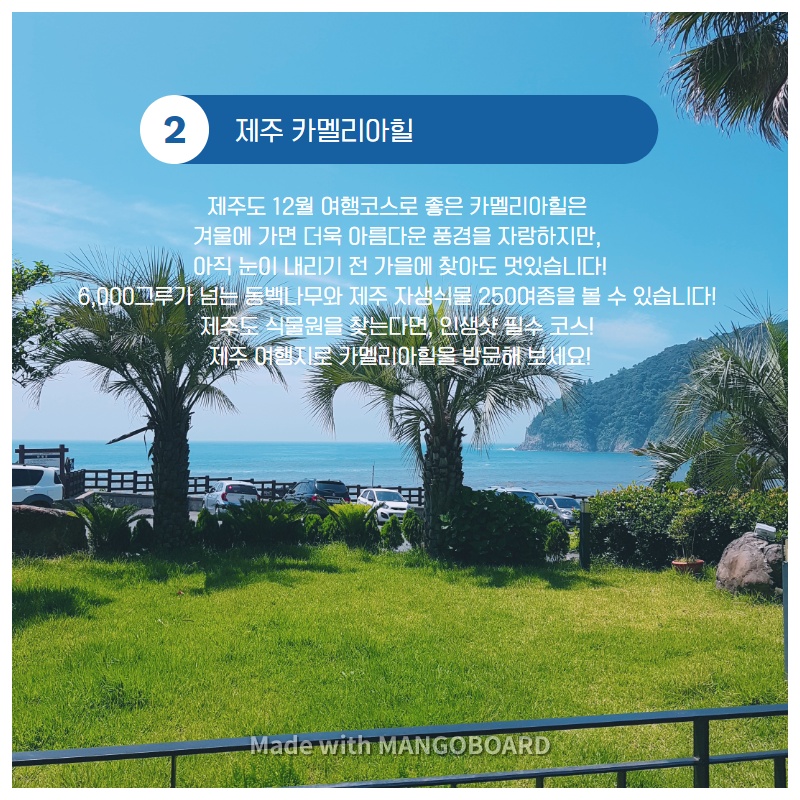 2
제주 카멜리아힐
제주도 12월 여행코스로 좋은 카멜리아힐은
겨울에 가면 더욱 아름다운 풍경을 자랑하지만,
아직 눈이 내리기 전 가을에 찾아도 멋있습니다!
6,000그루가 넘는 동백나무와 제주 자생식물 250여종을 볼 수 있습니다!
제주도 식물원을 찾는다면, 인생샷 필수 코스!
제주 여행지로 카멜리아힐을 방문해 보세요!
Made with MANGOBOARD